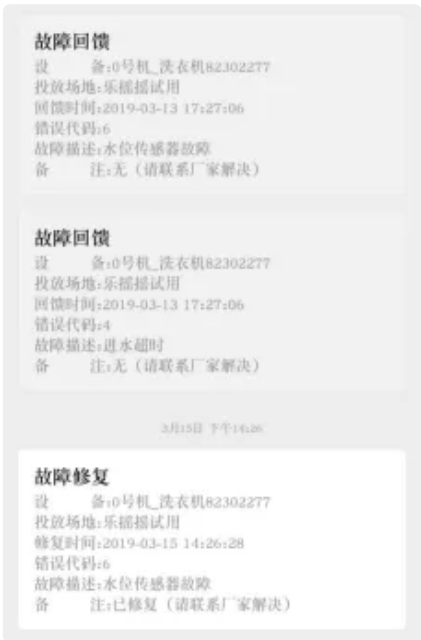 故障回馈
设 备:0号机_洗衣机82302277
投放场地:乐摇摇试用
回馈时间:2019-03-13 17:27:06
错误代码:6
故障描述:水位传感器故障
备 注:无（请联系厂家解决）
故障回馈
设 备:0号机_洗衣机82302277
投放场地:乐摇摇试用
回馈时间:2019-03-13 17:27:06
错误代码:4
故障描述:进水超时
备 注:无（请联系厂家解决）
3月15日 下午14:26
故障修复
设 备:0号机_洗衣机82302277
投放场地:乐摇摇试用
修复时间:2019-03-15 14:26:28
错误代码:6
故障描述:水位传感器故障
备 注:已修复（请联系厂家解决）